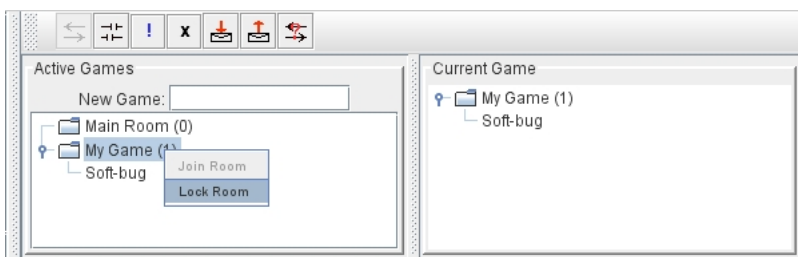 ! x ?
Active Games
New Game:
Main Room (0)
My Game (1)
Soft-bug
Join Room
Lock Room
Current Game
My Game (1)
Soft-bug